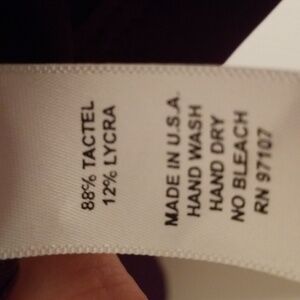 88% TACTEL
12% LYCRA
MADE IN U.S.A.
HAND WASH
HAND DRY
NO BLEACH
RN 97107